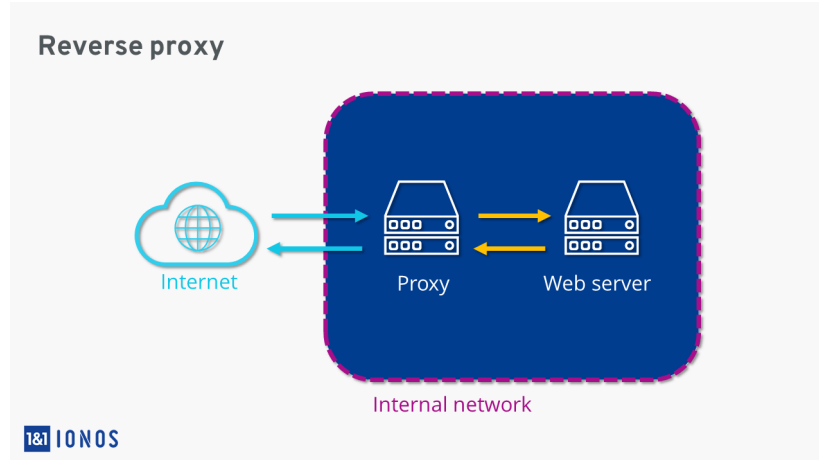 Reverse proxy
Internet
Proxy
Web server
Internal network
1&1 IONOS